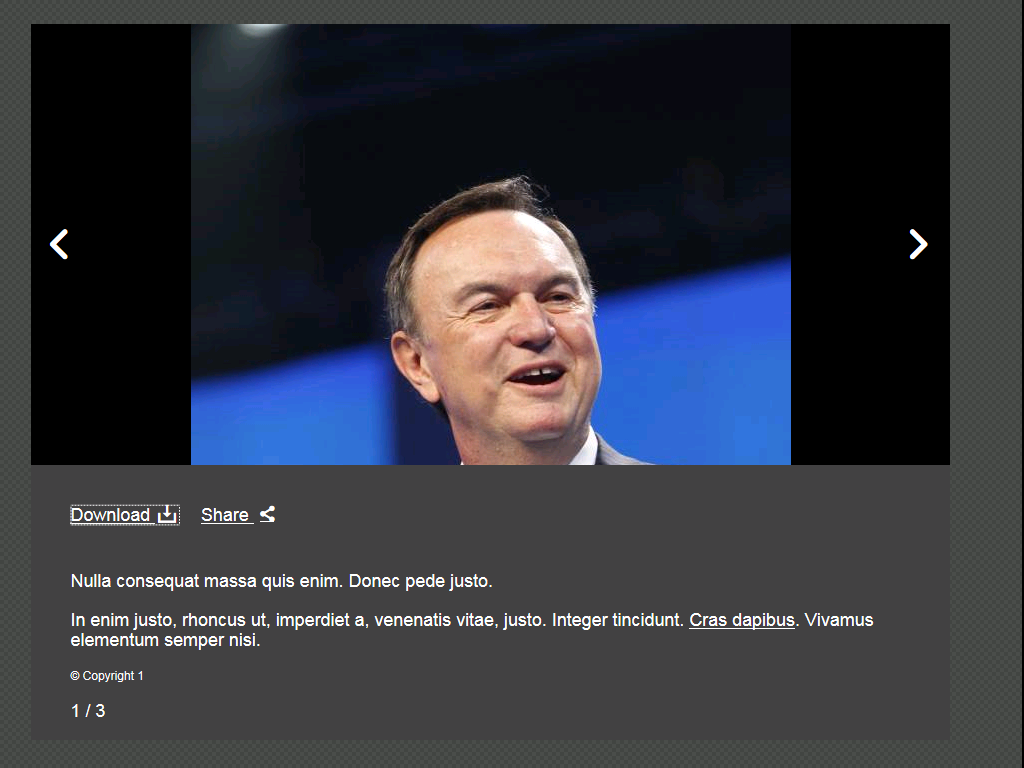 Download Share
Nulla consequat massa quis enim. Donec pede justo.
In enim justo, rhoncus ut, imperdiet a, venenatis vitae, justo. Integer tincidunt. Cras dapibus. Vivamus
elementum semper nisi.
© Copyright 1
1 / 3